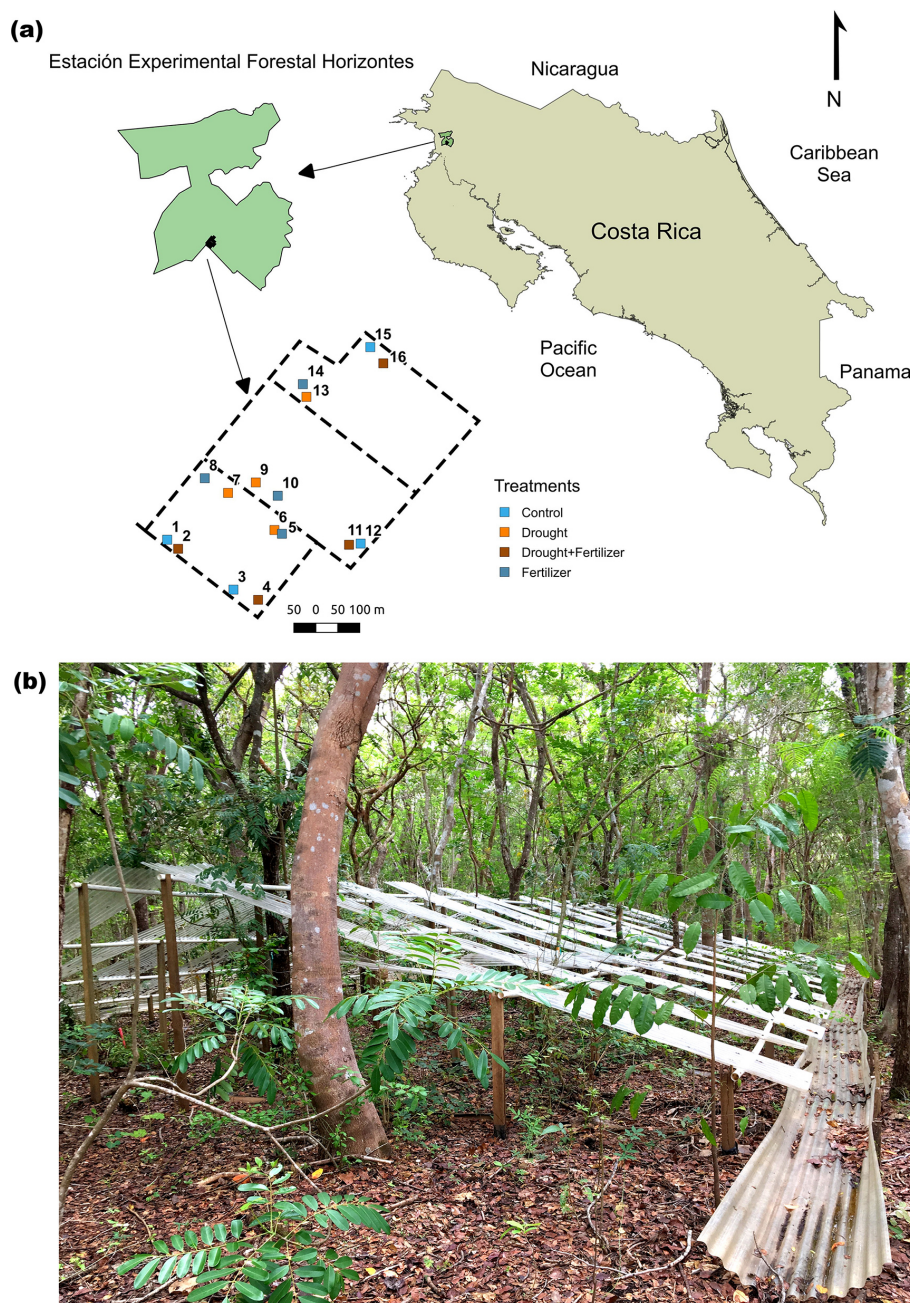 (a)
Estación Experimental Forestal Horizontes
Nicaragua
N
Caribbean
Sea
Costa Rica
Pacific
Ocean
Panama
15
16
14
13
8
9
7
10
6
5
1
2
11 12
3
4
Treatments
Control
Drought
Drought+Fertilizer
Fertilizer
50 0 50 100 m
(b)